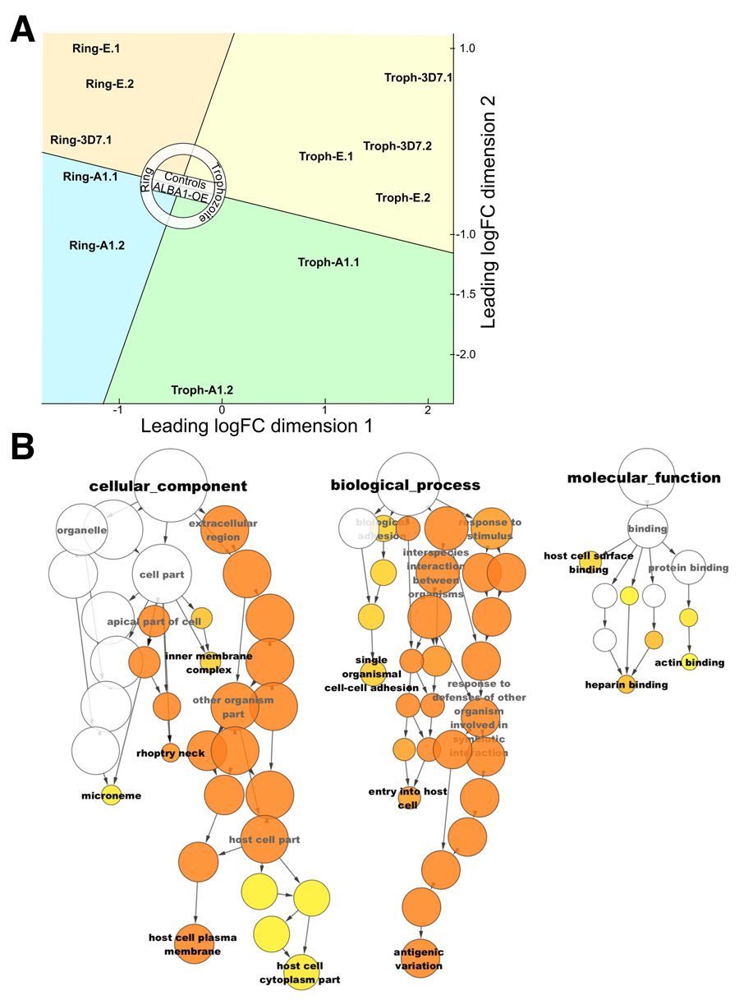 A
Ring-E.1
Ring-E.2
Ring-3D7.1
Ring-A1.1
Ring-A1.2
Troph-3D7.1
Troph-3D7.2
Troph-E.1
Troph-E.2
Troph-A1.1
Troph-A1.2
Ring
Controls
ALBA1-OE
Trophozoite
1.0
-1.0
-1.5
-2.0
Leading logFC dimension 2
-1
0
1
2
Leading logFC dimension 1
B
cellular_component
organelle
extracellular
region
cell part
apical part of cell
inner membrane
complex
other organism
part
rhoptry neck
microneme
host cell part
host cell plasma
membrane
host cell
cytoplasm part
biological_process
biological
adhesion
response to
stimulus
interspecies
interaction
between
organisms
single
organismal
cell-cell adhesion
response to
defenses of other
organism
involved in
symbiotic
interaction
entry into host
cell
antigenic
variation
molecular_function
binding
host cell surface
binding
protein binding
actin binding
heparin binding